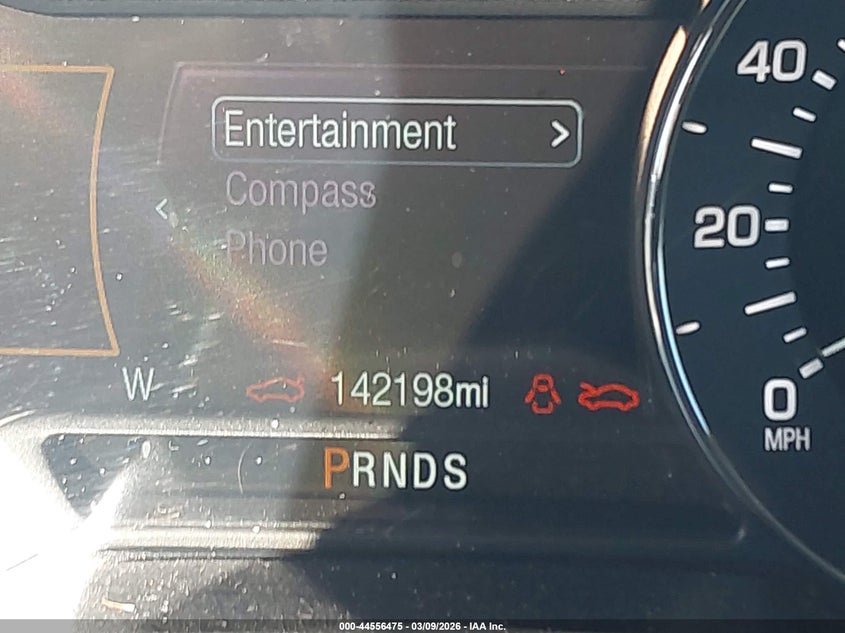 Entertainment >
Compass
<
Phone
W 142198mi
PRNDS
40
20
0
MPH
000-44556475 - 03/09/2026 - IAA Inc.